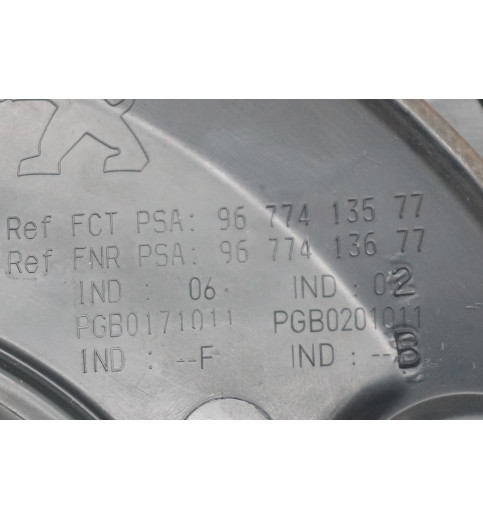 Ref FCT PSA: 96 774 135 77
Ref FNR PSA: 96 774 136 77
IND : 06 IND : 02
PGB0171011 PGB0201011
IND : --F IND : --B